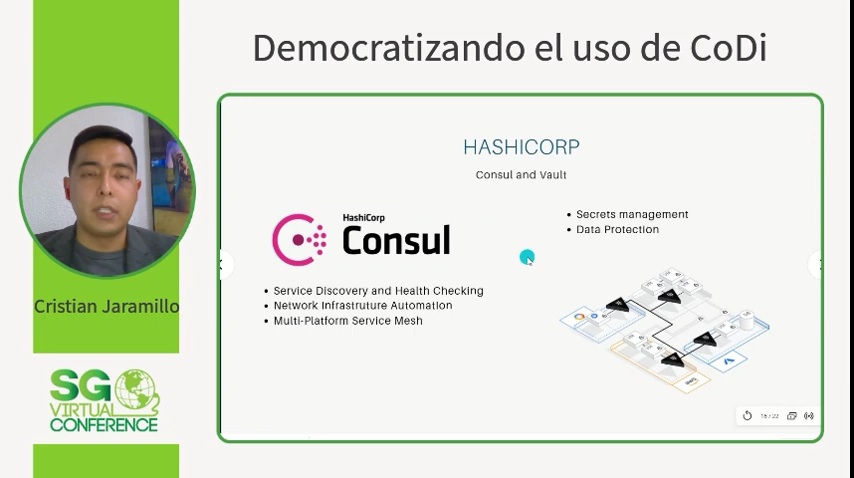 Democratizando el uso de CoDi
HASHICORP
Consul and Vault
HashiCorp
Consul
Secrets management
Data Protection
Service Discovery and Health Checking
Network Infrastruture Automation
Multi-Platform Service Mesh
Cristian Jaramillo
SG
VIRTUAL
CONFERENCE